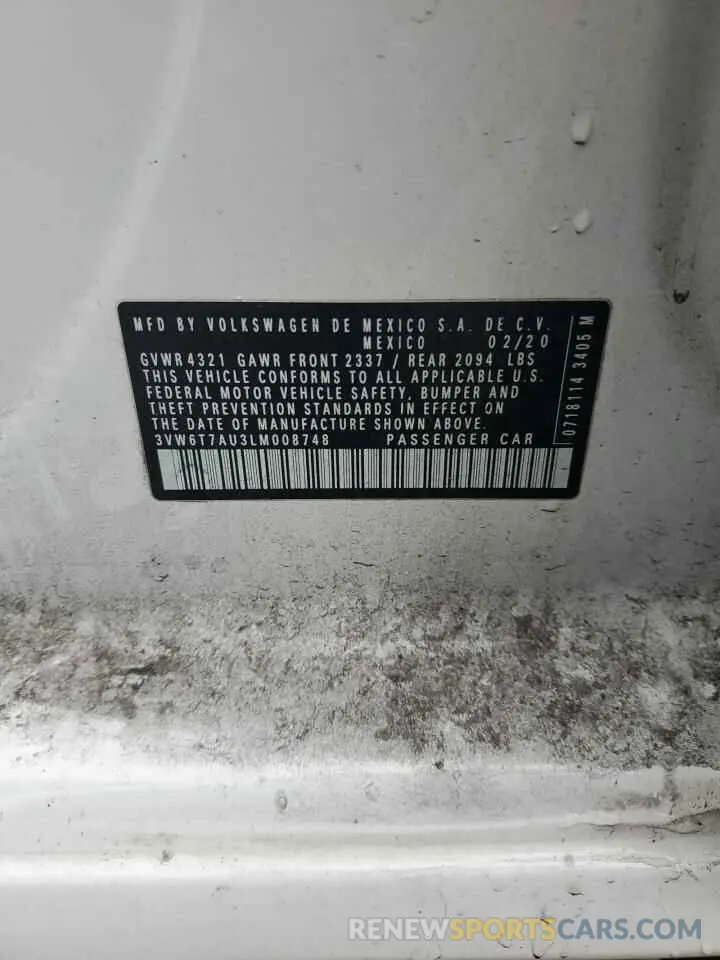 MFD BY VOLKSWAGEN DE MEXICO S.A. DE C.V.
MEXICO 02/20
GVWR 4321 GAWR FRONT 2337 / REAR 2094 LBS
THIS VEHICLE CONFORMS TO ALL APPLICABLE U.S.
FEDERAL MOTOR VEHICLE SAFETY, BUMPER AND
THEFT PREVENTION STANDARDS IN EFFECT ON
THE DATE OF MANUFACTURE SHOWN ABOVE.
3VW6T7AU3LM008748 PASSENGER CAR
0718114 3405 M
RENEWSPORTSCARS.COM